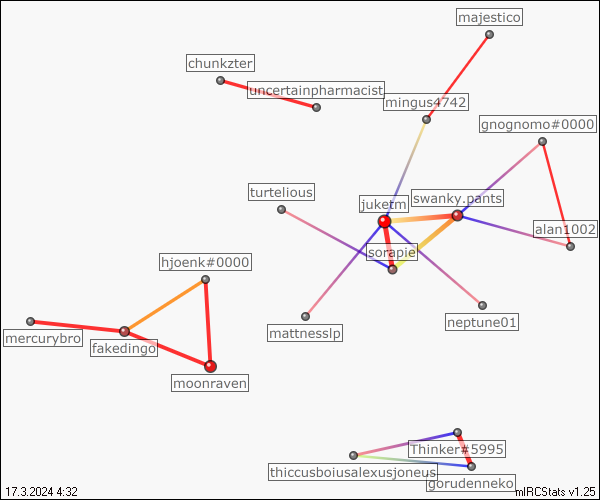 majestico
chunkzter
uncertainpharmacist
mingus4742
gnognomo#0000
turtelious
swanky.pants
juketm
alan1002
sorapie
hjoenk#0000
neptune01
mattnesslp
mercurybro
fakedingo
moonraven
Thinker#5995
thiccusboiusalexusjoneus
gorudenneko
17.3.2024 4:32
mIRCStats v1.25